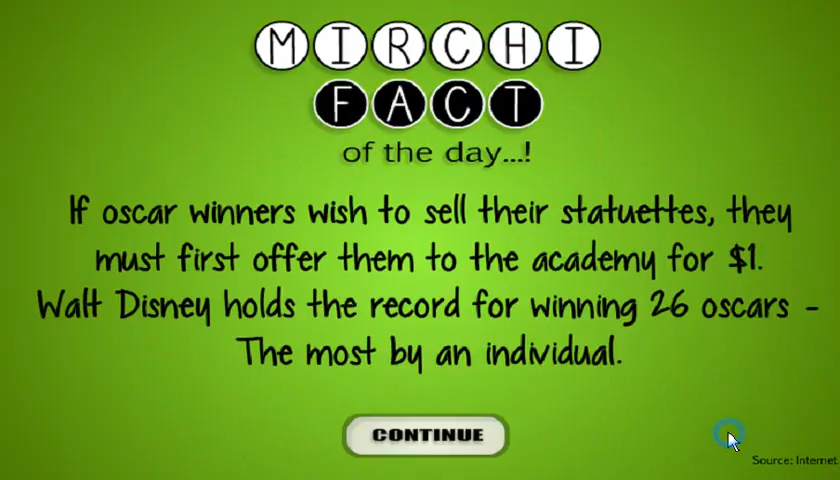 MIRCHI
FACT
of the day...!
If oscar winners wish to sell their statuettes, they
must first offer them to the academy for $1.
Walt Disney holds the record for winning 26 oscars -
The most by an individual.
CONTINUE
Source: Internet